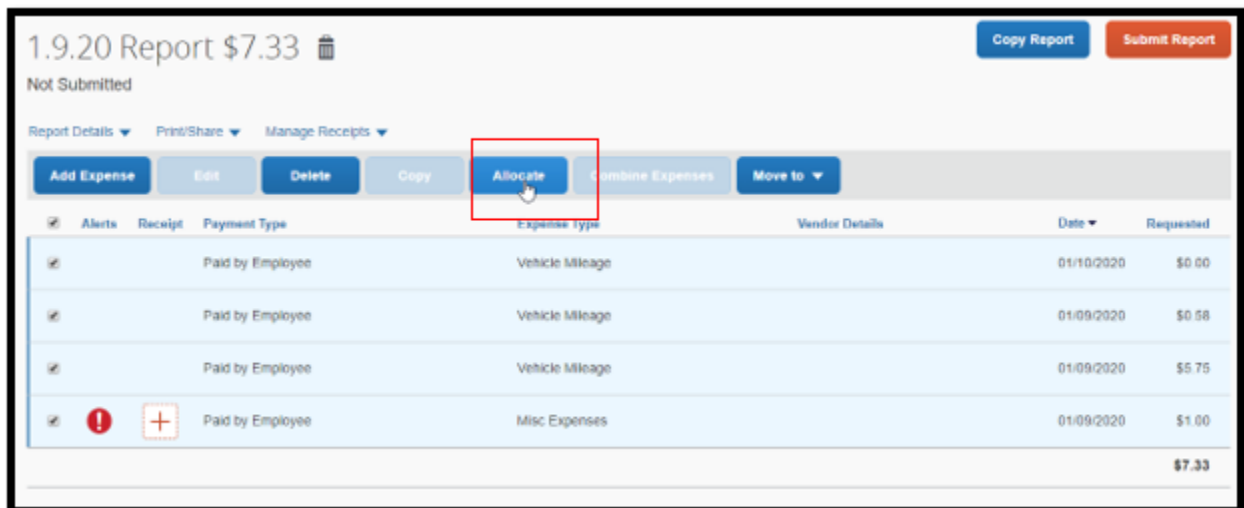 1.9.20 Report $7.33
Copy Report
Submit Report
Not Submitted
Report Details Print/Share Manage Receipts
Add Expense Edit Delete Copy Allocate Combine Expenses Move to
Alerts Receipt Payment Type Expense Type Vendor Details Date Requested
Paid by Employee Vehicle Mileage 01/10/2020 $0.00
Paid by Employee Vehicle Mileage 01/09/2020 $0.58
Paid by Employee Vehicle Mileage 01/09/2020 $5.75
Paid by Employee Misc Expenses 01/09/2020 $1.00
$7.33